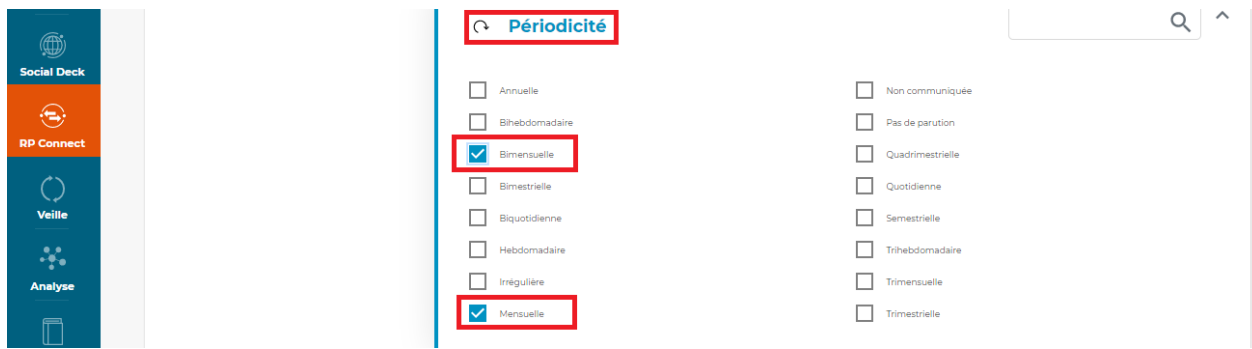 Périodicité
Social Deck
RP Connect
Veille
Analyse
Annuelle
Bihebdomadaire
Bimensuelle
Bimestrielle
Biquotidienne
Hebdomadaire
Irrégulière
Mensuelle
Non communiquée
Pas de parution
Quadrimestrielle
Quotidienne
Semestrielle
Trihebdomadaire
Trimensuelle
Trimestrielle